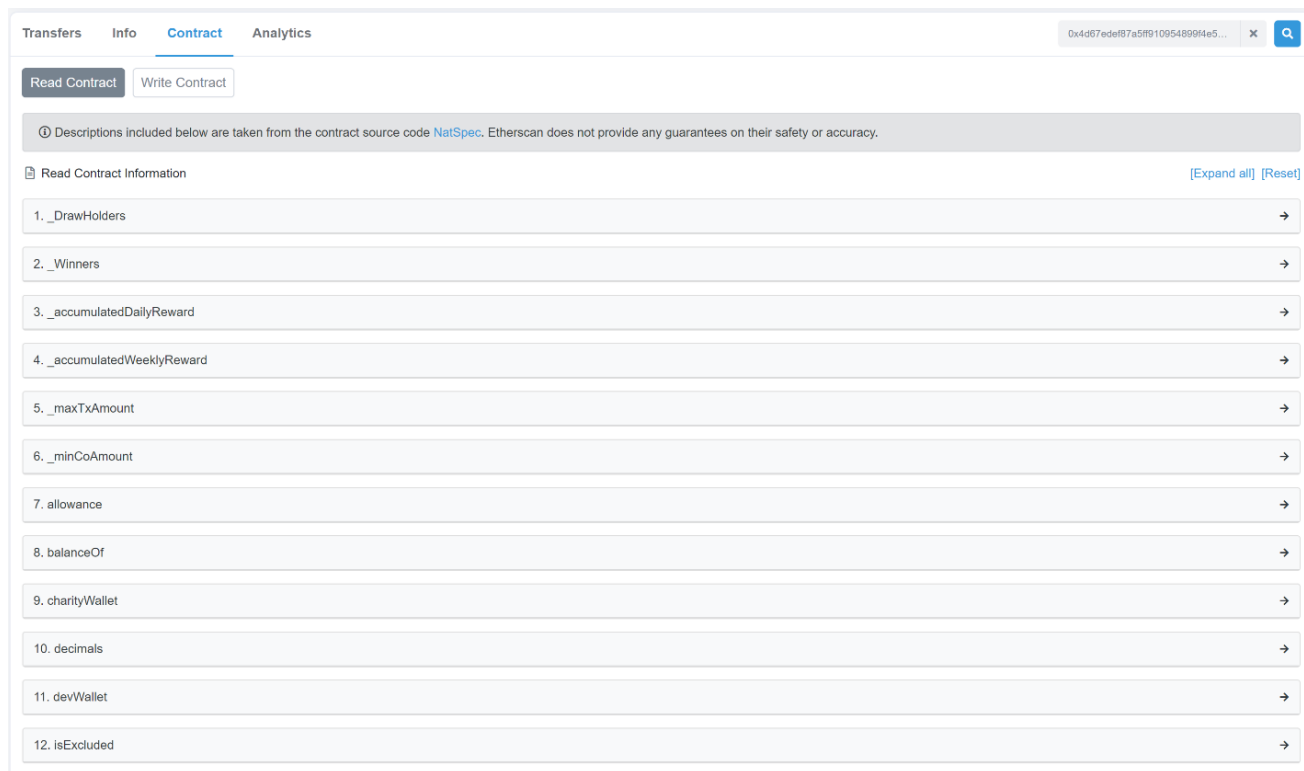 Transfers Info Contract Analytics 0x4d67edef87a5ff910954899f4e5...
Read Contract Write Contract
Descriptions included below are taken from the contract source code NatSpec. Etherscan does not provide any guarantees on their safety or accuracy.
Read Contract Information [Expand all] [Reset]
1. _DrawHolders
2. _Winners
3. _accumulatedDailyReward
4. _accumulatedWeeklyReward
5. _maxTxAmount
6. _minCoAmount
7. allowance
8. balanceOf
9. charityWallet
10. decimals
11. devWallet
12. isExcluded